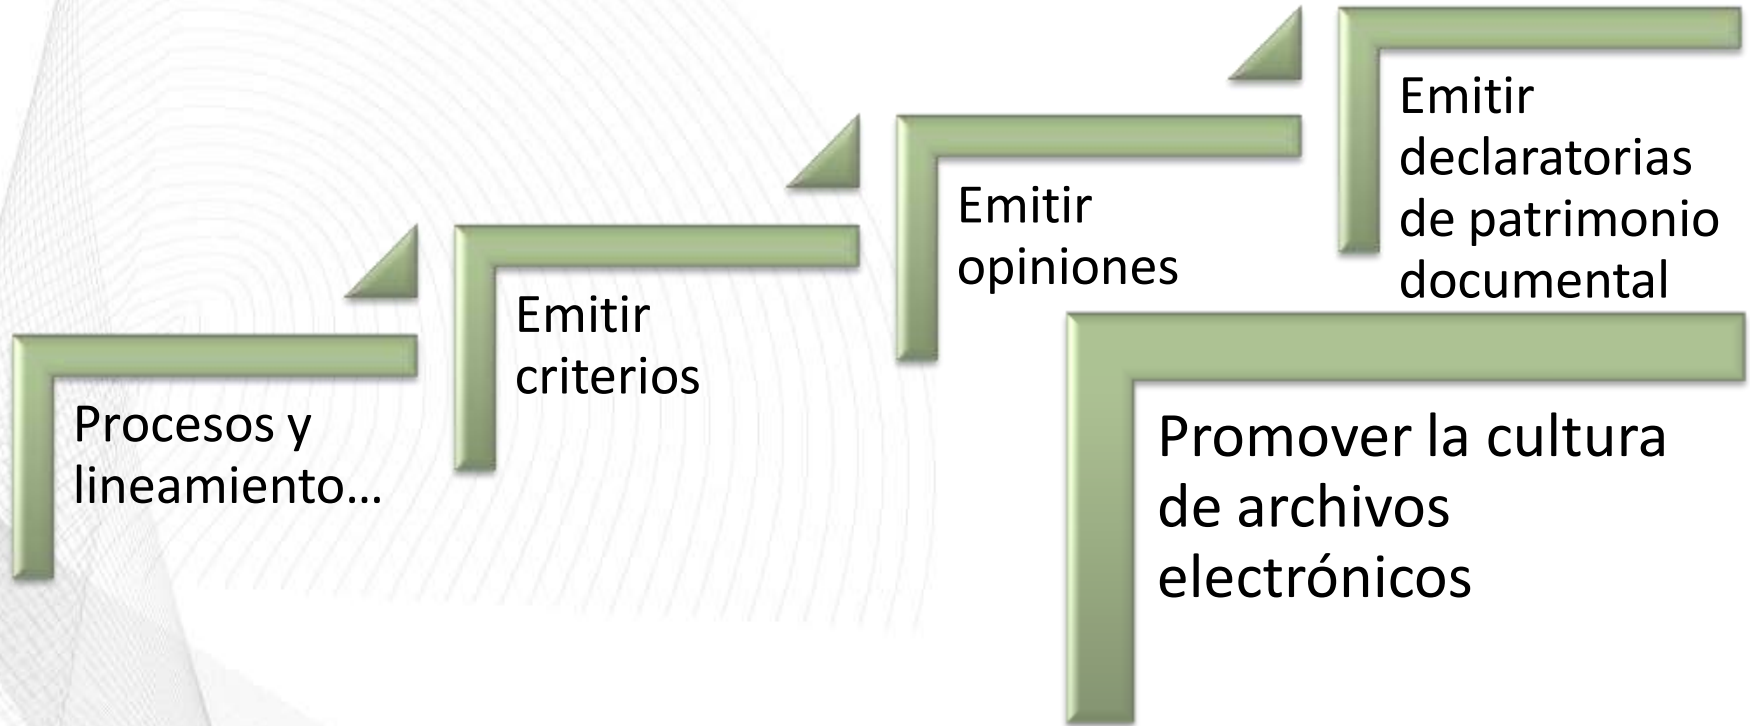 Procesos y
lineamiento...
Emitir
criterios
Emitir
opiniones
Emitir
declaratorias
de patrimonio
documental
Promover la cultura
de archivos
electrónicos